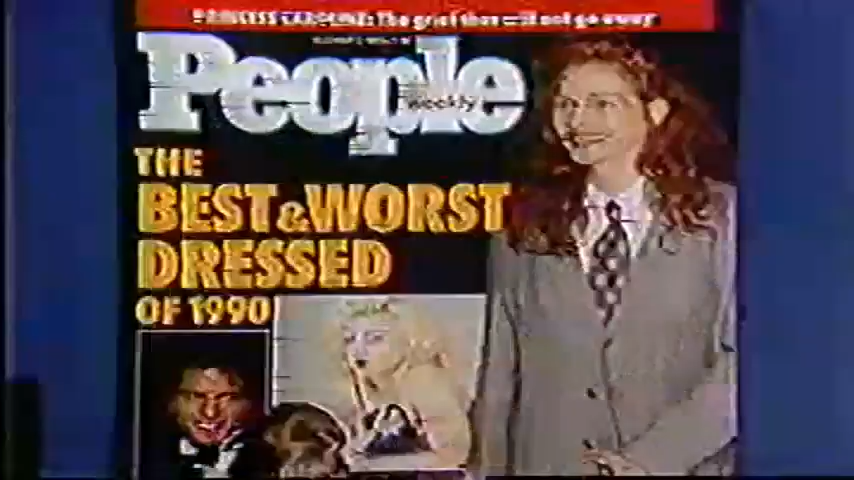 PRINCESS CAROLINE: The grief that will not go away
People
weekly
THE
BEST & WORST
DRESSED
OF 1990